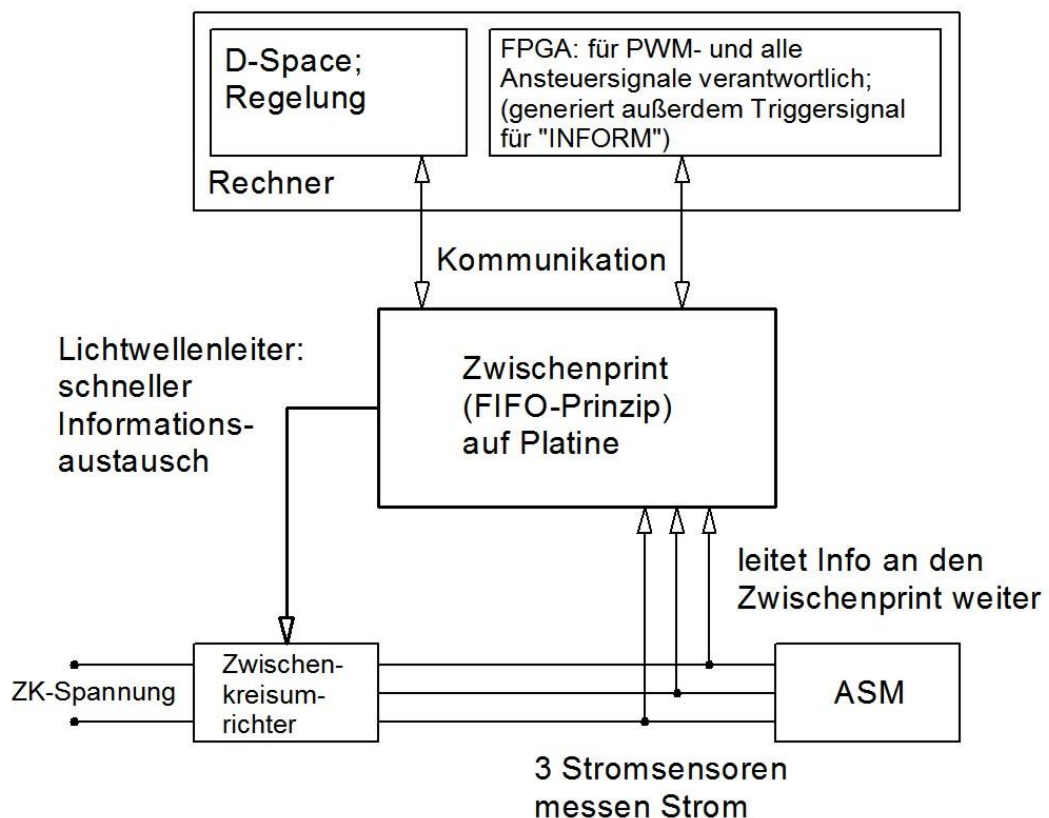 D-Space;
Regelung
FPGA: für PWM- und alle
Ansteuersignale verantwortlich;
(generiert außerdem Triggersignal
für "INFORM")
Rechner
Kommunikation
Lichtwellenleiter:
schneller
Informations-
austausch
Zwischenprint
(FIFO-Prinzip)
auf Platine
leitet Info an den
Zwischenprint weiter
ZK-Spannung
Zwischen-
kreisum-
richter
ASM
3 Stromsensoren
messen Strom